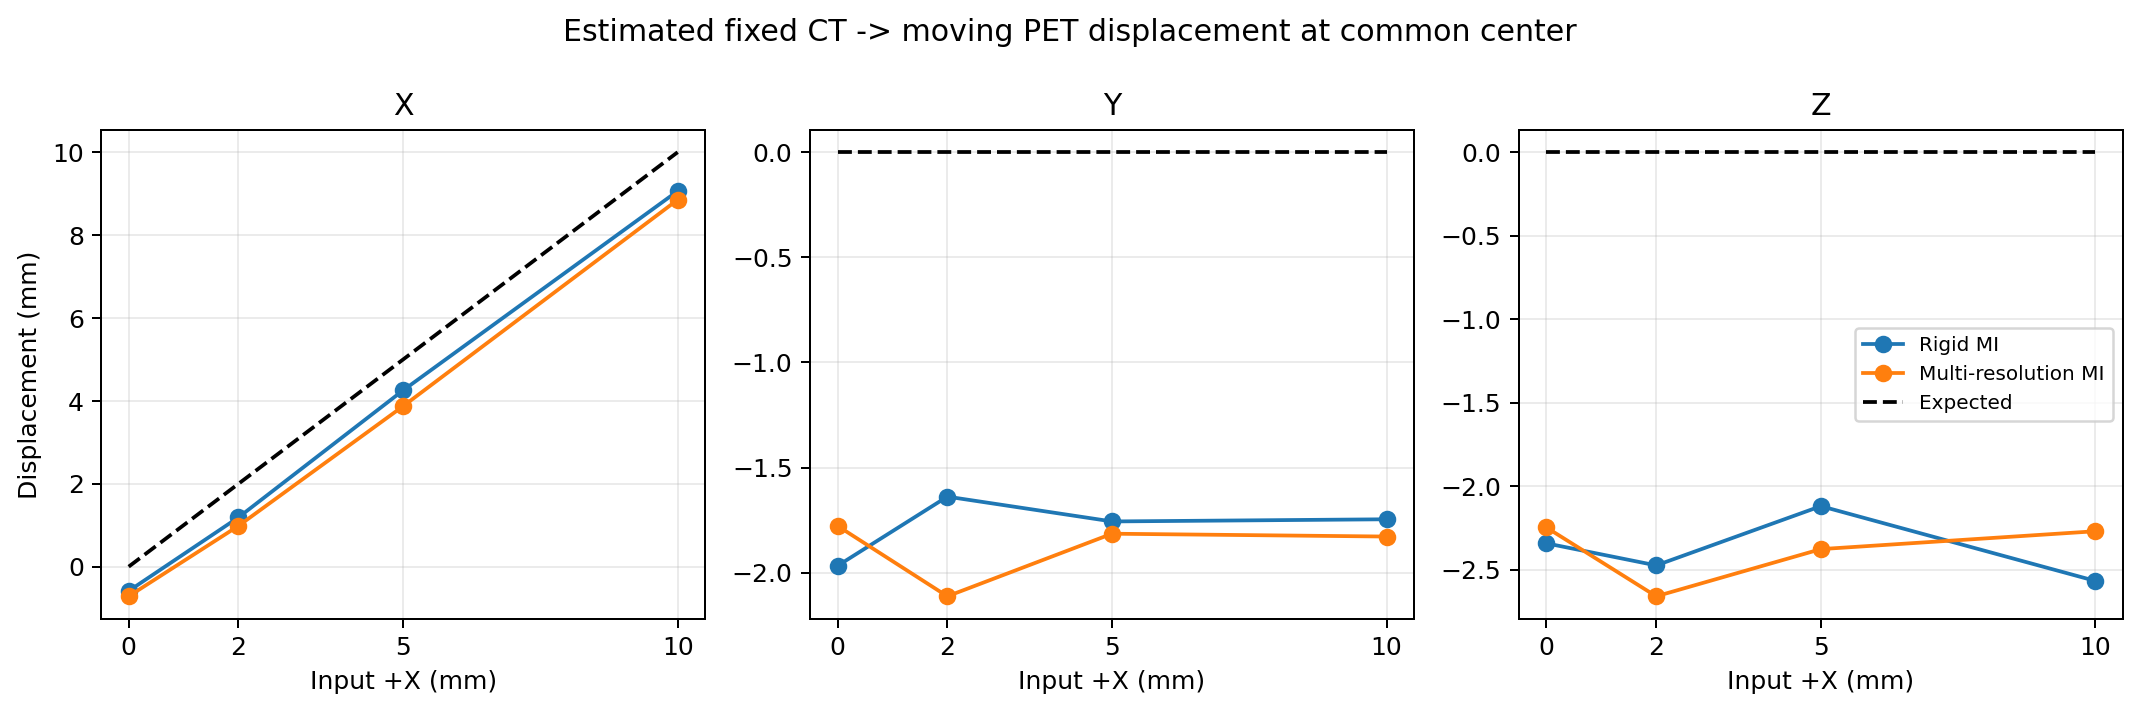 Estimated fixed CT -> moving PET displacement at common center
X
Displacement (mm)
10
8
6
4
2
0
0 2 5 10
Input +X (mm)
Y
0.0
−0.5
−1.0
−1.5
−2.0
0 2 5 10
Input +X (mm)
Z
0.0
−0.5
−1.0
−1.5
−2.0
−2.5
Rigid MI
Multi-resolution MI
Expected
0 2 5 10
Input +X (mm)